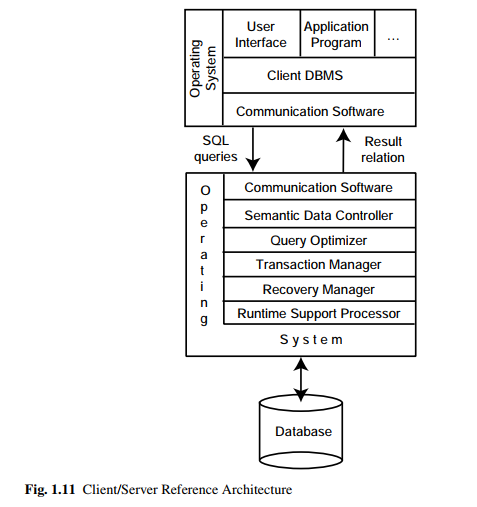 Operating
System
User
Interface
Application
Program
...
Client DBMS
Communication Software
SQL
queries
Result
relation
Operating
Communication Software
Semantic Data Controller
Query Optimizer
Transaction Manager
Recovery Manager
Runtime Support Processor
System
Database
Fig. 1.11 Client/Server Reference Architecture